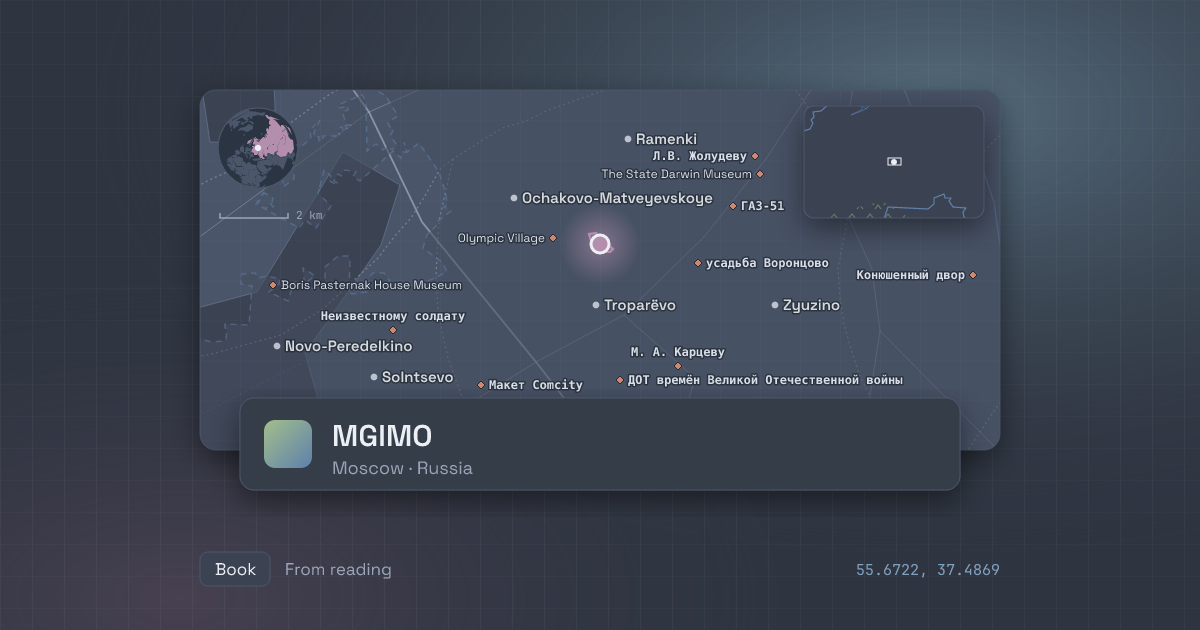 Ramenki
Л.В. Жолудеву
The State Darwin Museum
Ochakovo-Matveyevskoye
ГАЗ-51
2 km
Olympic Village
усадьба Воронцово
Конюшенный двор
Boris Pasternak House Museum
Troparëvo
Zyuzino
Неизвестному солдату
Novo-Peredelkino
М. А. Карцеву
Solntsevo
Макет Comcity
ДОТ времён Великой Отечественной войны
MGIMO
Moscow · Russia
Book
From reading
55.6722, 37.4869